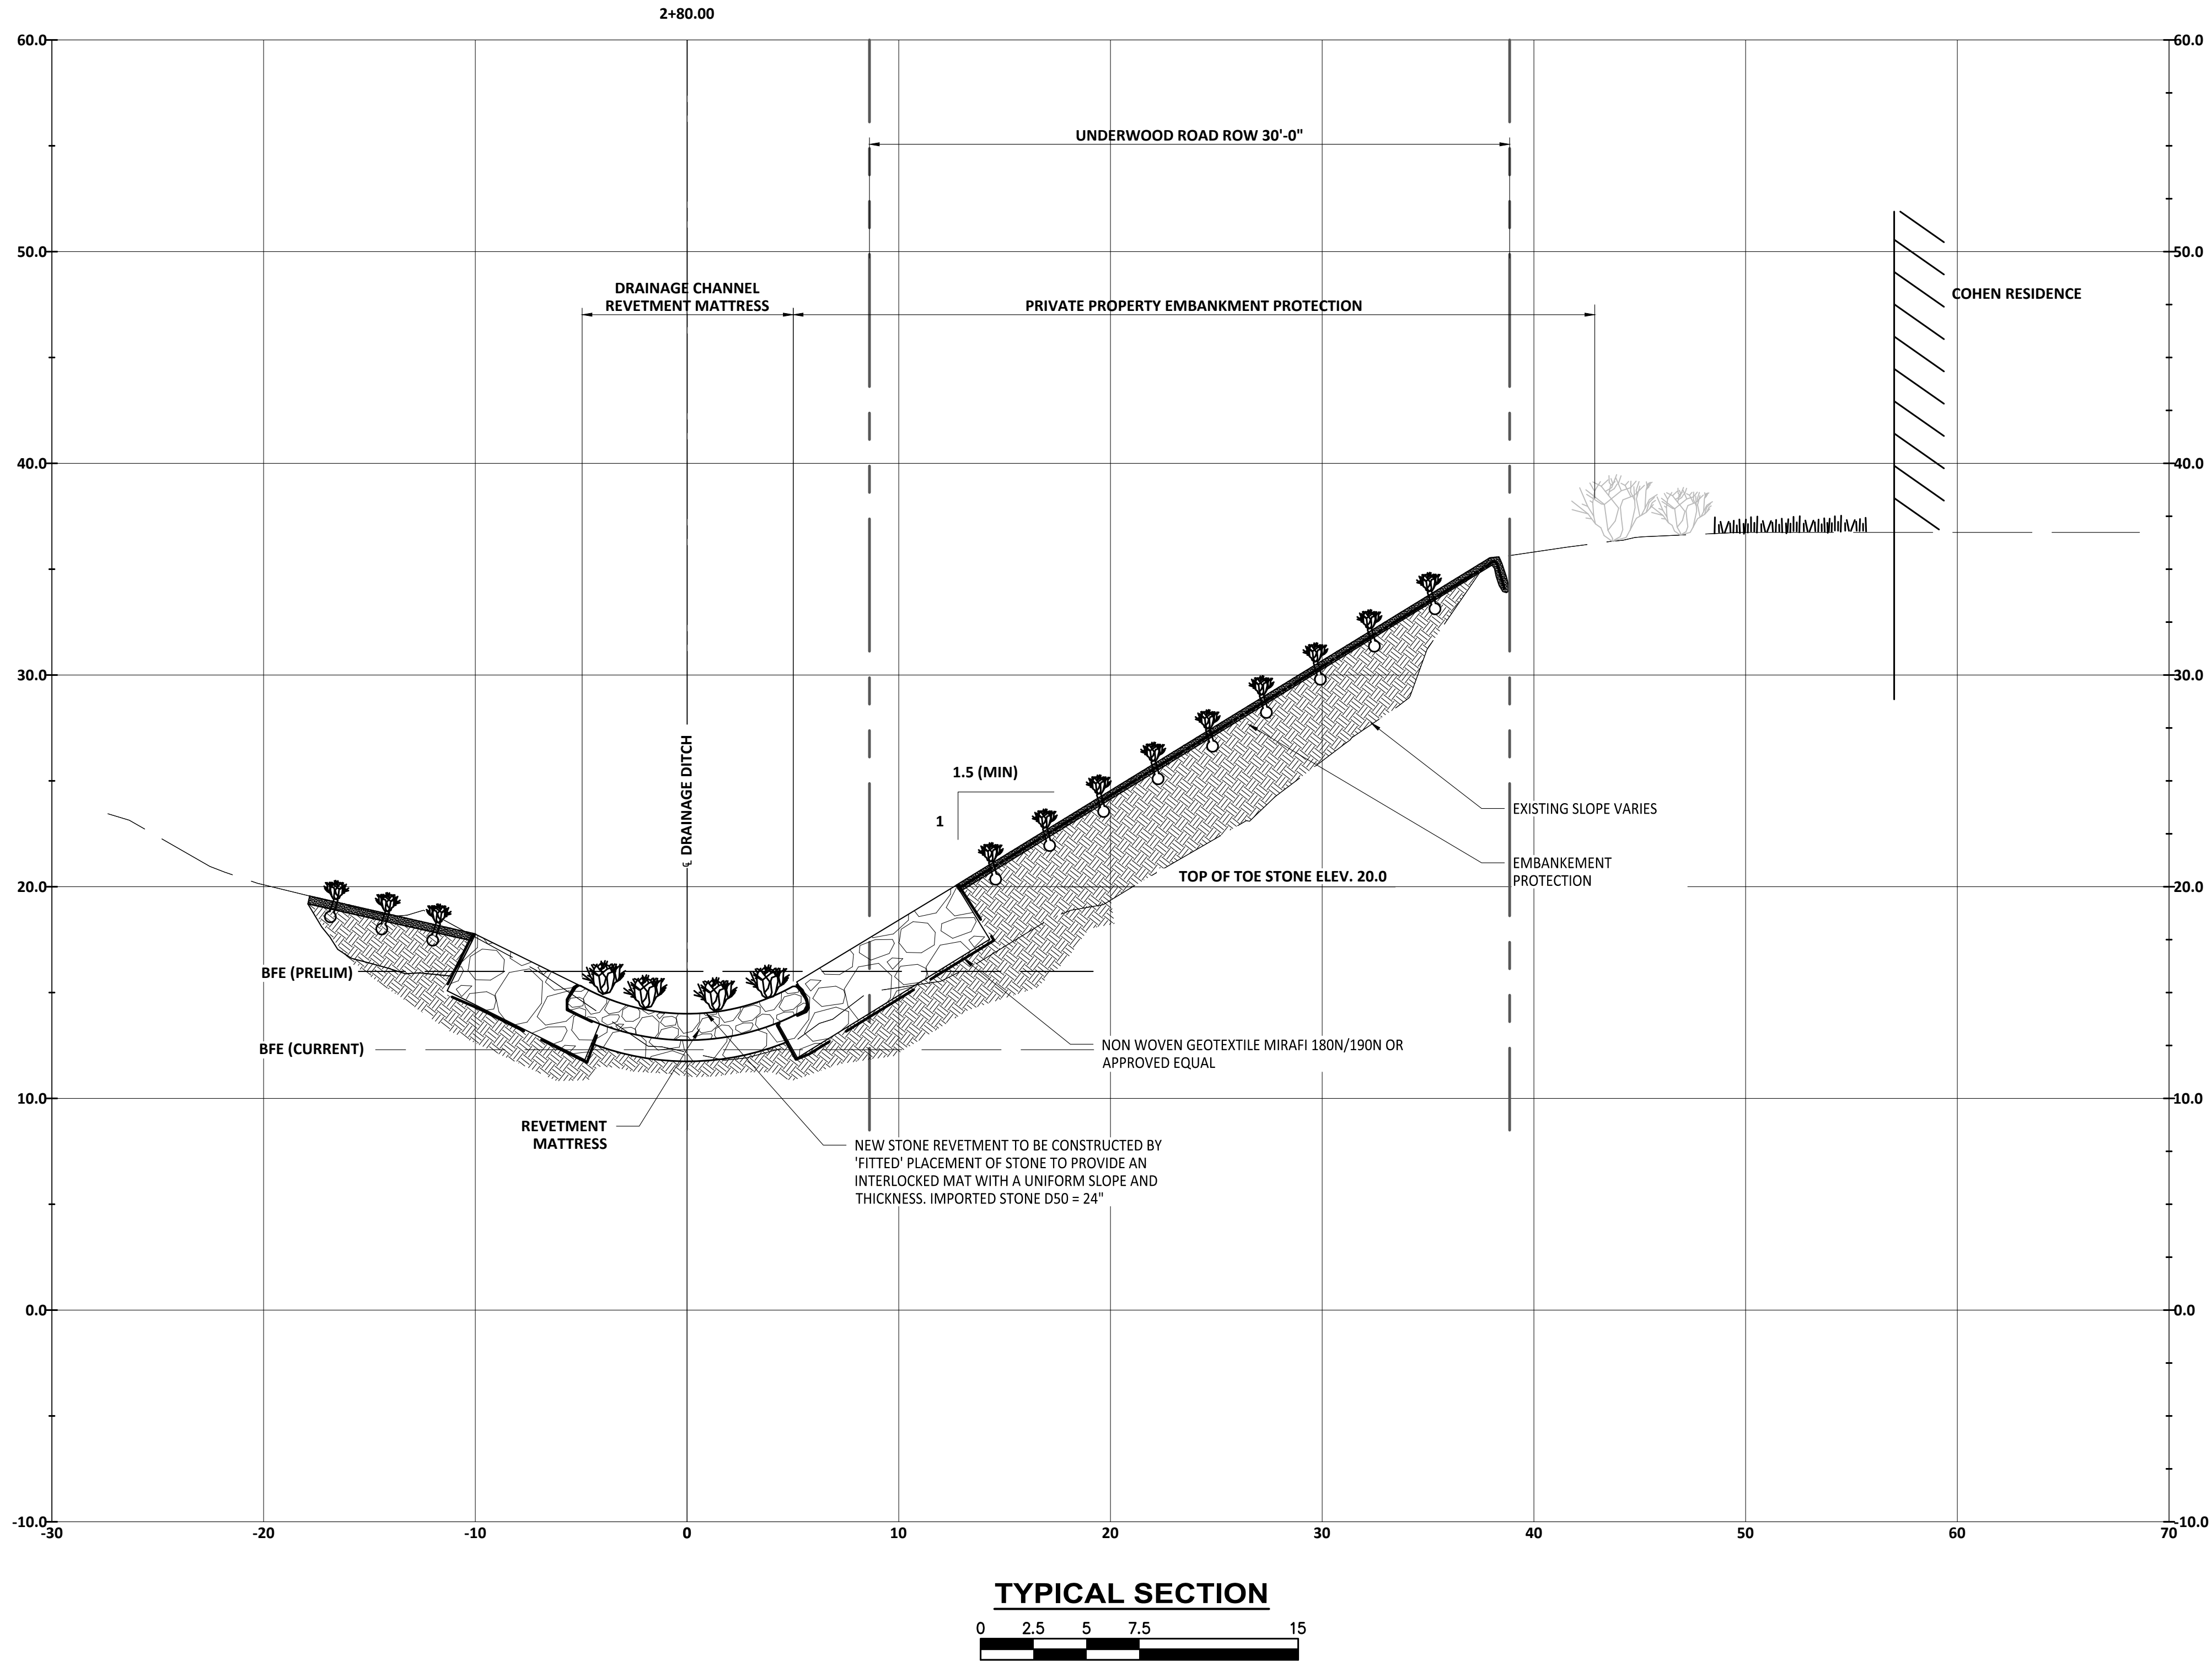 2+80.00
60.0
60.0
UNDERWOOD ROAD ROW 30'-0"
50.0
50.0
DRAINAGE CHANNEL
REVETMENT MATTRESS
PRIVATE PROPERTY EMBANKMENT PROTECTION
COHEN RESIDENCE
40.0
40.0
30.0
30.0
℄ DRAINAGE DITCH
1.5 (MIN)
1
EXISTING SLOPE VARIES
EMBANKEMENT
PROTECTION
TOP OF TOE STONE ELEV. 20.0
20.0
20.0
BFE (PRELIM)
BFE (CURRENT)
NON WOVEN GEOTEXTILE MIRAFI 180N/190N OR
APPROVED EQUAL
10.0
10.0
REVETMENT
MATTRESS
NEW STONE REVETMENT TO BE CONSTRUCTED BY
'FITTED' PLACEMENT OF STONE TO PROVIDE AN
INTERLOCKED MAT WITH A UNIFORM SLOPE AND
THICKNESS. IMPORTED STONE D50 = 24"
0.0
0.0
-10.0
-10.0
-30 -20 -10 0 10 20 30 40 50 60 70
TYPICAL SECTION
0 2.5 5 7.5 15